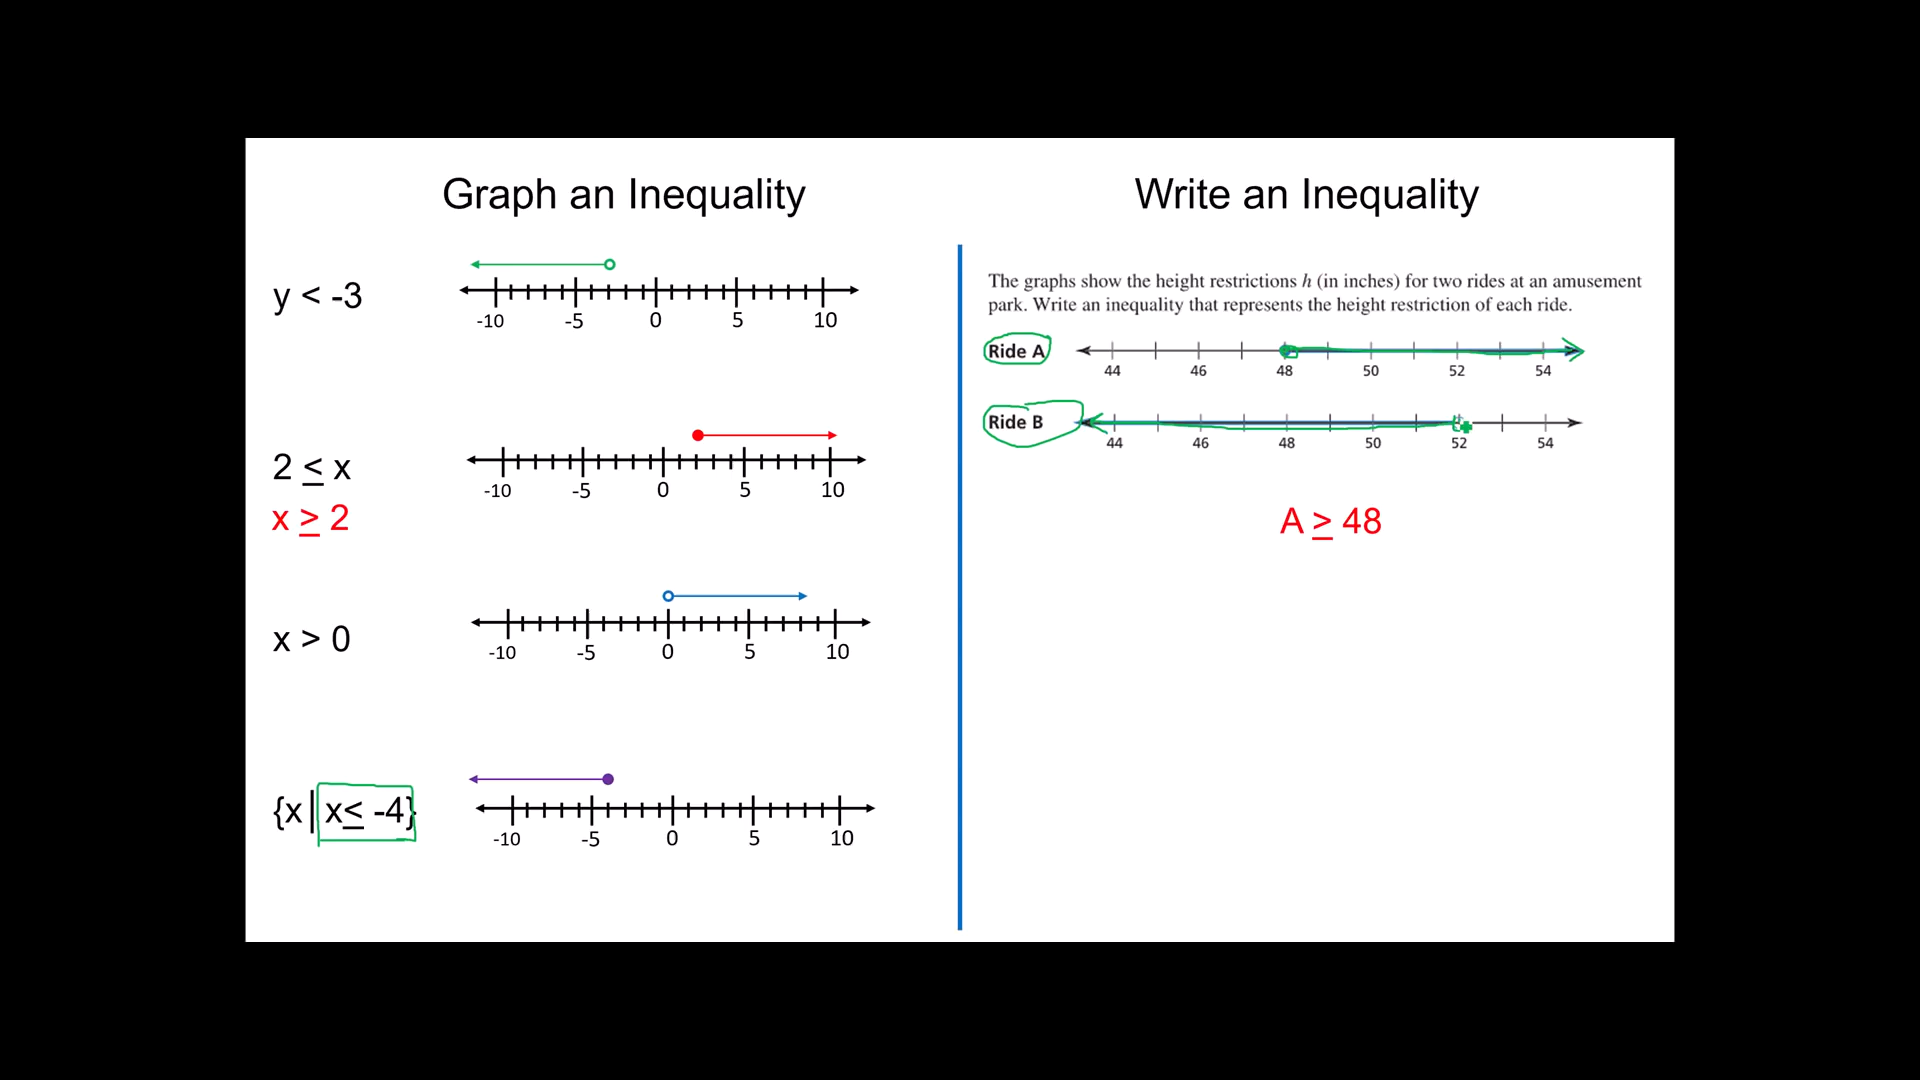 Graph an Inequality
y < -3
-10 -5 0 5 10
2 ≤ x
x ≥ 2
-10 -5 0 5 10
x > 0
-10 -5 0 5 10
{x | x ≤ -4}
-10 -5 0 5 10
Write an Inequality
The graphs show the height restrictions h (in inches) for two rides at an amusement
park. Write an inequality that represents the height restriction of each ride.
Ride A
44 46 48 50 52 54
Ride B
44 46 48 50 52 54
A ≥ 48